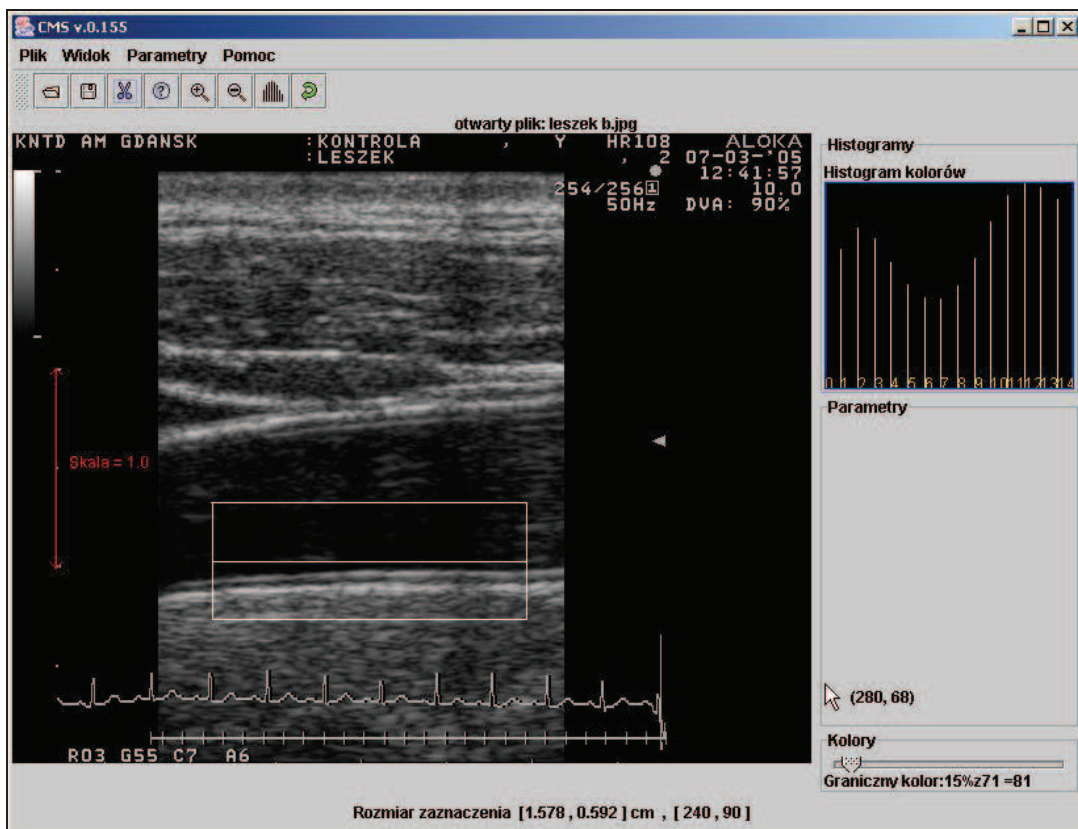 CMS v.0.155
Plik Widok Parametry Pomoc
otwarty plik: leszek b.jpg
KNTD AM GDANSK :KONTROLA , Y HR108 ALOKA
:LESZEK , 2 07-03-'05
12:41:57
254/256 1 10.0
50Hz DVA: 90%
Skala = 1.0
R03 G55 C7 A6
Histogramy
Histogram kolorów
0 1 2 3 4 5 6 7 8 9 10 11 12 13 14
Parametry
(280, 68)
Kolory
Graniczny kolor:15%z71 =81
Rozmiar zaznaczenia [1.578 , 0.592 ] cm , [ 240 , 90 ]